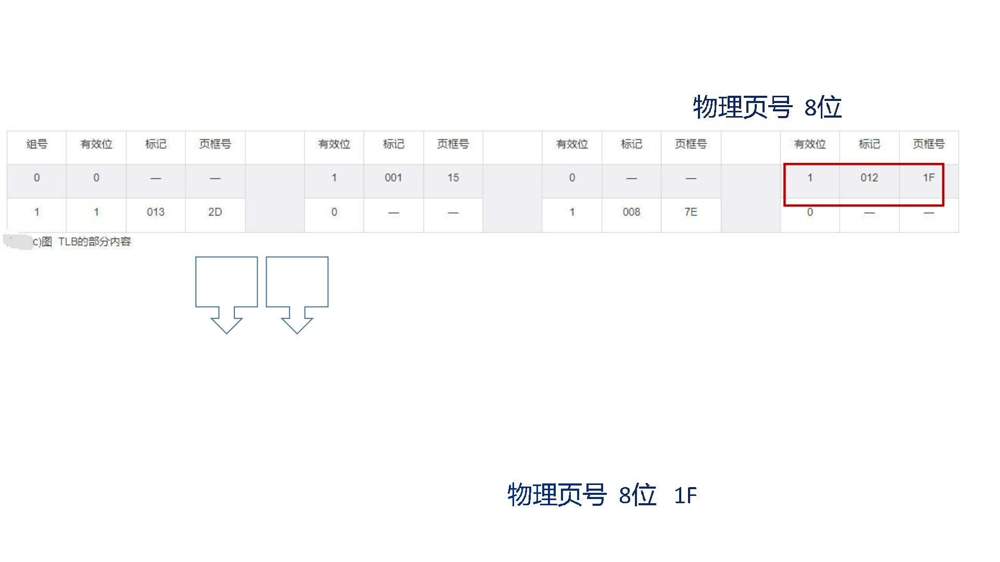 物理页号 8位
组号 有效位 标记 页框号 有效位 标记 页框号 有效位 标记 页框号 有效位 标记 页框号
0 0 — — 1 001 15 0 — — 1 012 1F
1 1 013 2D 0 — — 1 008 7E 0 — —
c)图 TLB的部分内容
物理页号 8位 1F